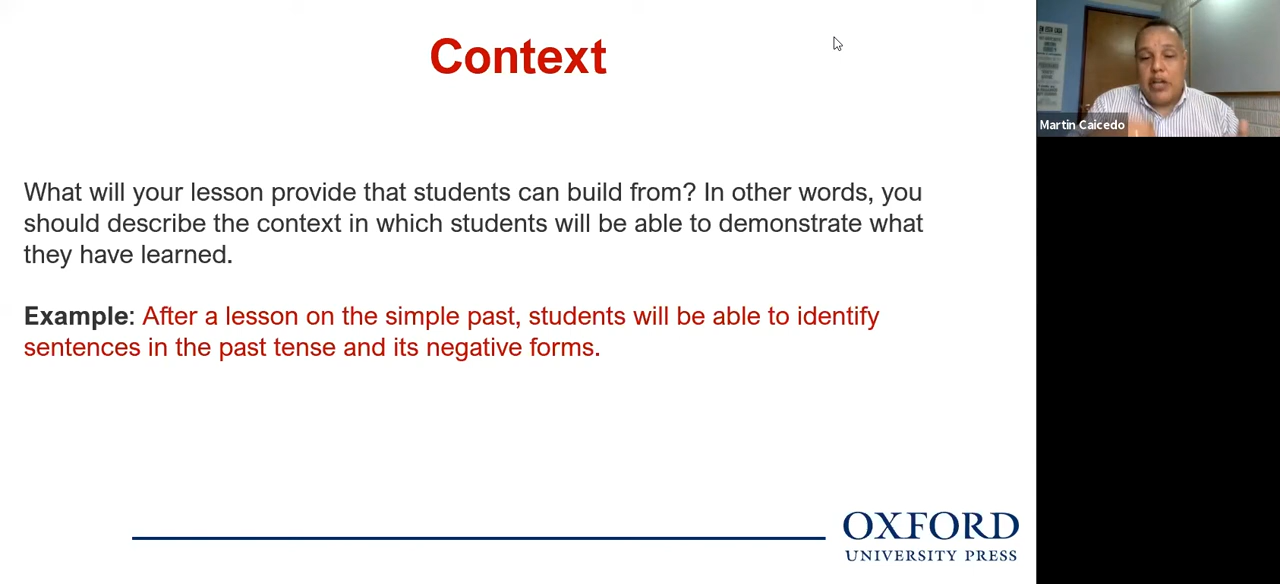 Context
What will your lesson provide that students can build from? In other words, you
should describe the context in which students will be able to demonstrate what
they have learned.
Example: After a lesson on the simple past, students will be able to identify
sentences in the past tense and its negative forms.
OXFORD
UNIVERSITY PRESS
Martin Caicedo